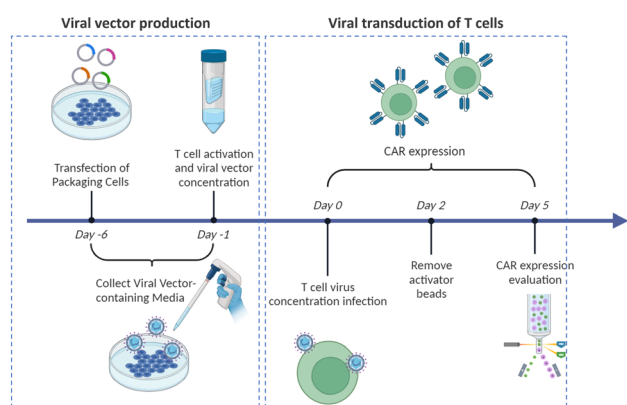 Viral vector production
Viral transduction of T cells
Transfection of
Packaging Cells
T cell activation
and viral vector
concentration
CAR expression
Day -6
Day -1
Day 0
Day 2
Day 5
Collect Viral Vector-
containing Media
T cell virus
concentration infection
Remove
activator
beads
CAR expression
evaluation